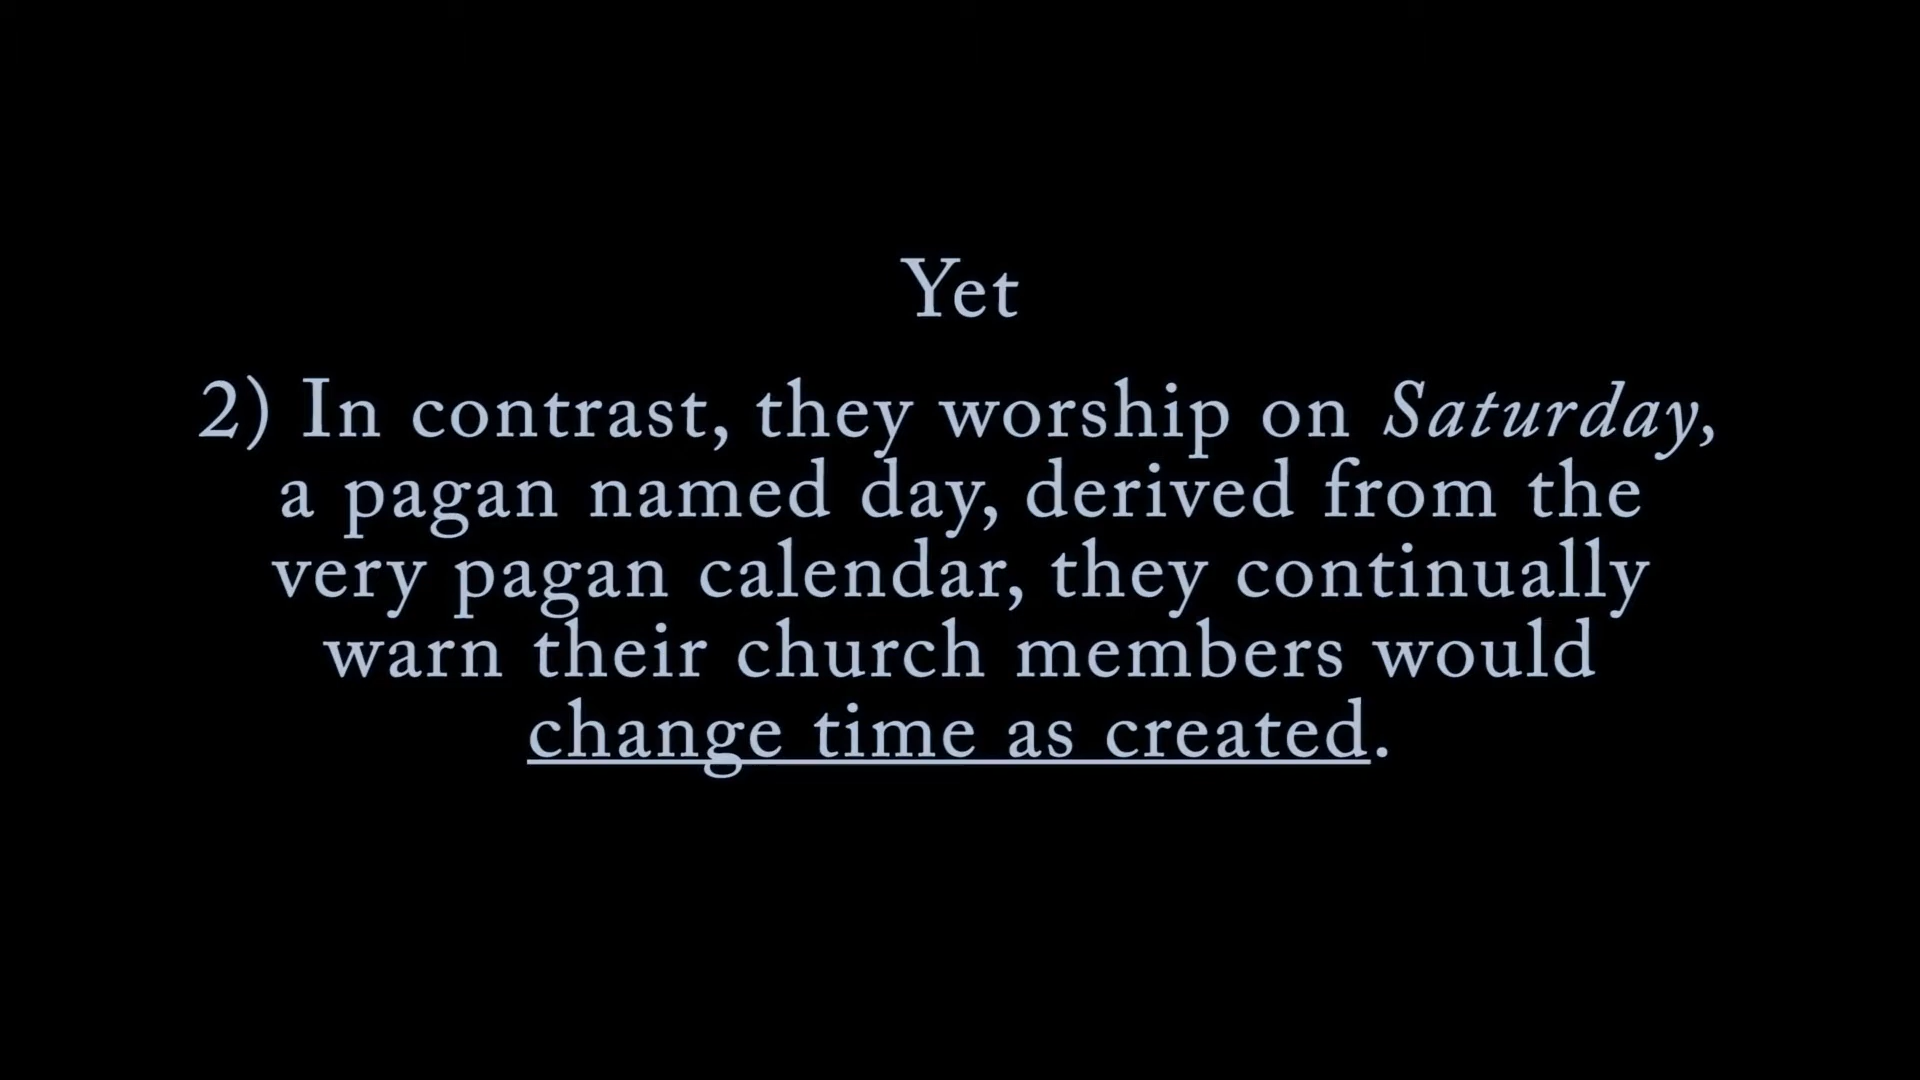 Yet
2) In contrast, they worship on Saturday,
a pagan named day, derived from the
very pagan calendar, they continually
warn their church members would
change time as created.